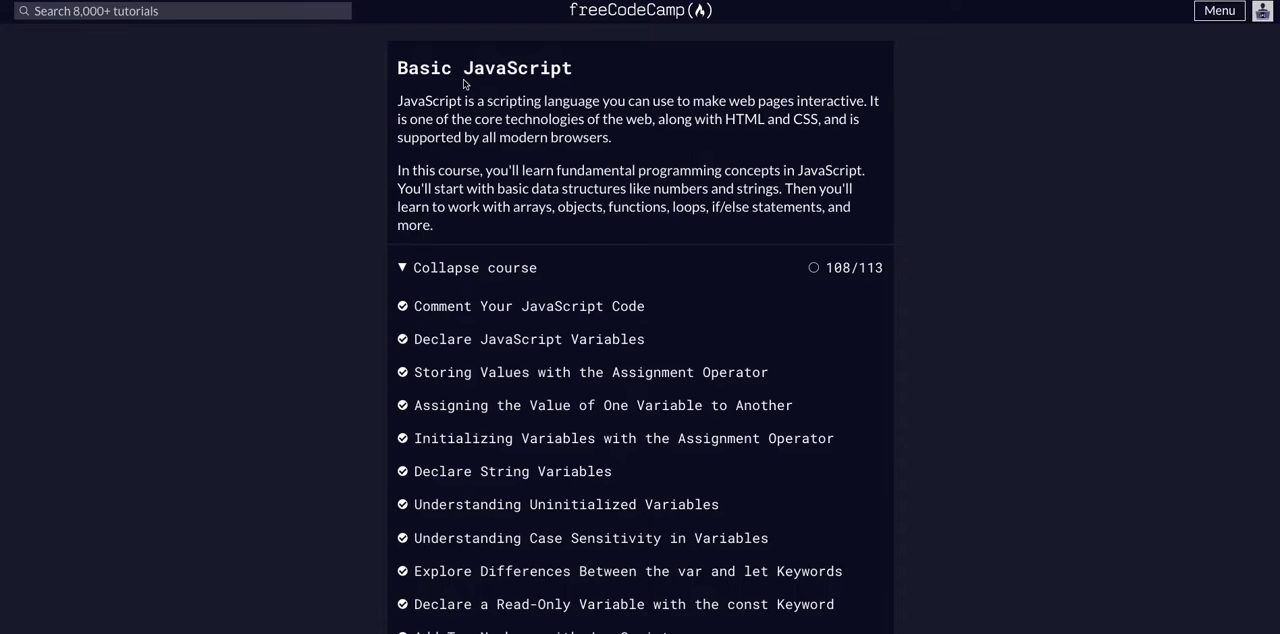 Search 8,000+ tutorials
freeCodeCamp
Menu
Basic JavaScript
JavaScript is a scripting language you can use to make web pages interactive. It
is one of the core technologies of the web, along with HTML and CSS, and is
supported by all modern browsers.
In this course, you'll learn fundamental programming concepts in JavaScript.
You'll start with basic data structures like numbers and strings. Then you'll
learn to work with arrays, objects, functions, loops, if/else statements, and
more.
Collapse course
108/113
Comment Your JavaScript Code
Declare JavaScript Variables
Storing Values with the Assignment Operator
Assigning the Value of One Variable to Another
Initializing Variables with the Assignment Operator
Declare String Variables
Understanding Uninitialized Variables
Understanding Case Sensitivity in Variables
Explore Differences Between the var and let Keywords
Declare a Read-Only Variable with the const Keyword